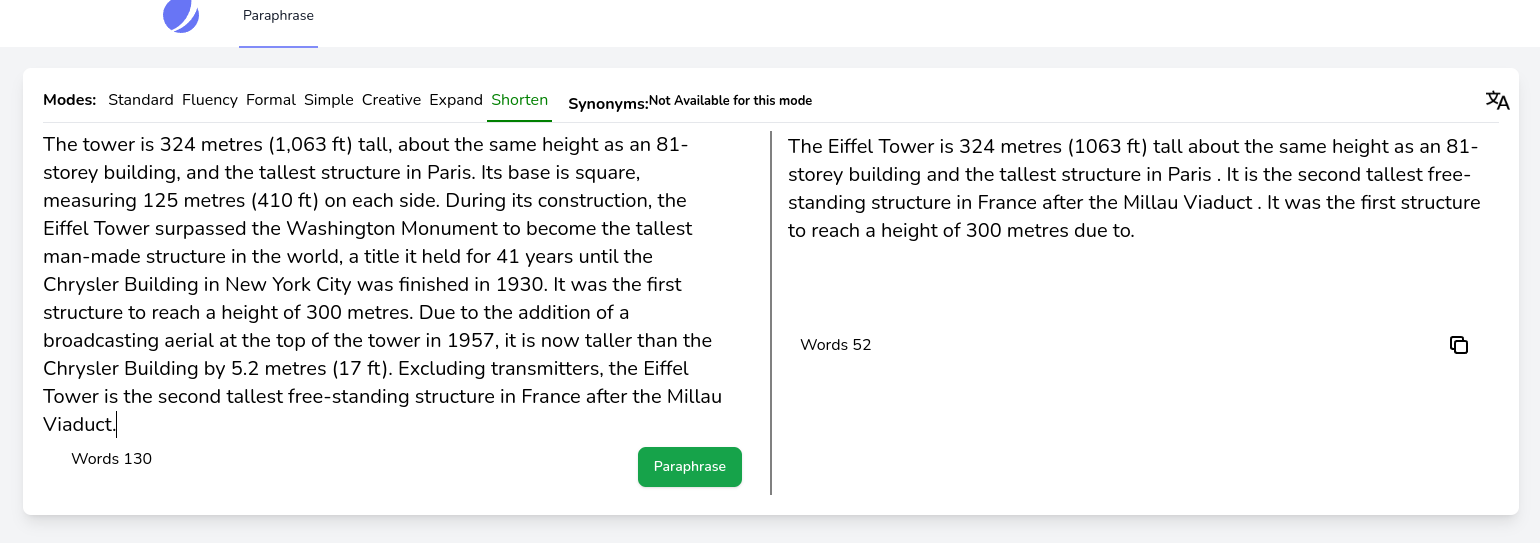 Paraphrase
Modes: Standard Fluency Formal Simple Creative Expand Shorten Synonyms:Not Available for this mode
The tower is 324 metres (1,063 ft) tall, about the same height as an 81-
storey building, and the tallest structure in Paris. Its base is square,
measuring 125 metres (410 ft) on each side. During its construction, the
Eiffel Tower surpassed the Washington Monument to become the tallest
man-made structure in the world, a title it held for 41 years until the
Chrysler Building in New York City was finished in 1930. It was the first
structure to reach a height of 300 metres. Due to the addition of a
broadcasting aerial at the top of the tower in 1957, it is now taller than the
Chrysler Building by 5.2 metres (17 ft). Excluding transmitters, the Eiffel
Tower is the second tallest free-standing structure in France after the Millau
Viaduct.
Words 130
Paraphrase
The Eiffel Tower is 324 metres (1063 ft) tall about the same height as an 81-
storey building and the tallest structure in Paris . It is the second tallest free-
standing structure in France after the Millau Viaduct . It was the first structure
to reach a height of 300 metres due to.
Words 52